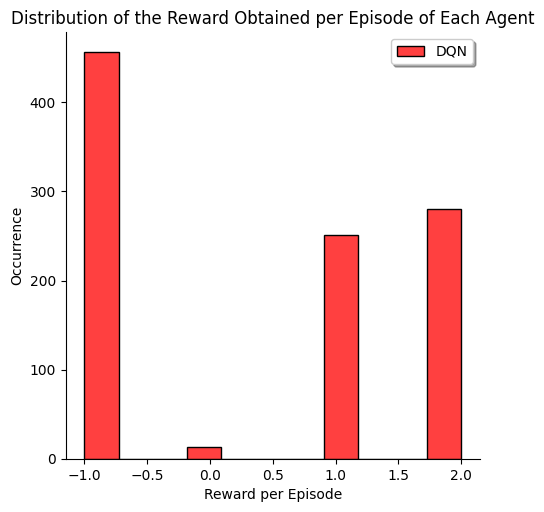 Distribution of the Reward Obtained per Episode of Each Agent
DQN
400
300
200
100
0
Occurrence
−1.0 −0.5 0.0 0.5 1.0 1.5 2.0
Reward per Episode